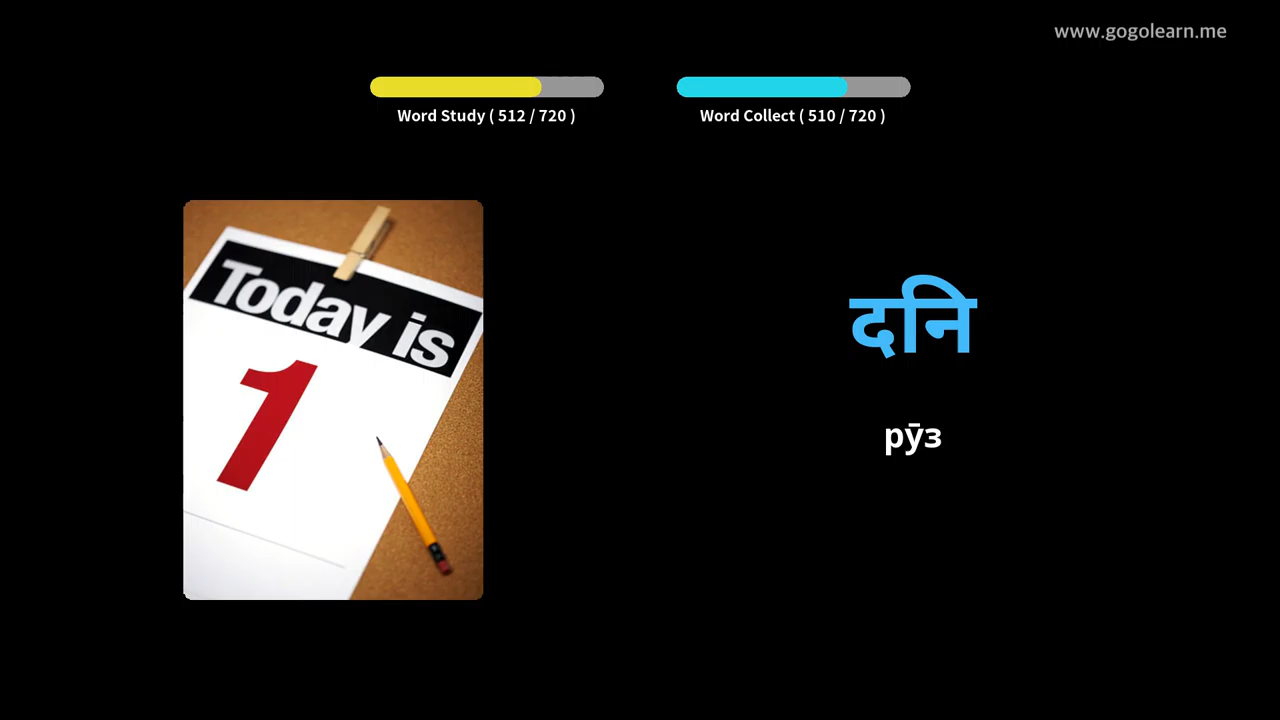 www.gogolearn.me
Word Study ( 512 / 720 )
Word Collect ( 510 / 720 )
Today is
1
दनि
рӯз